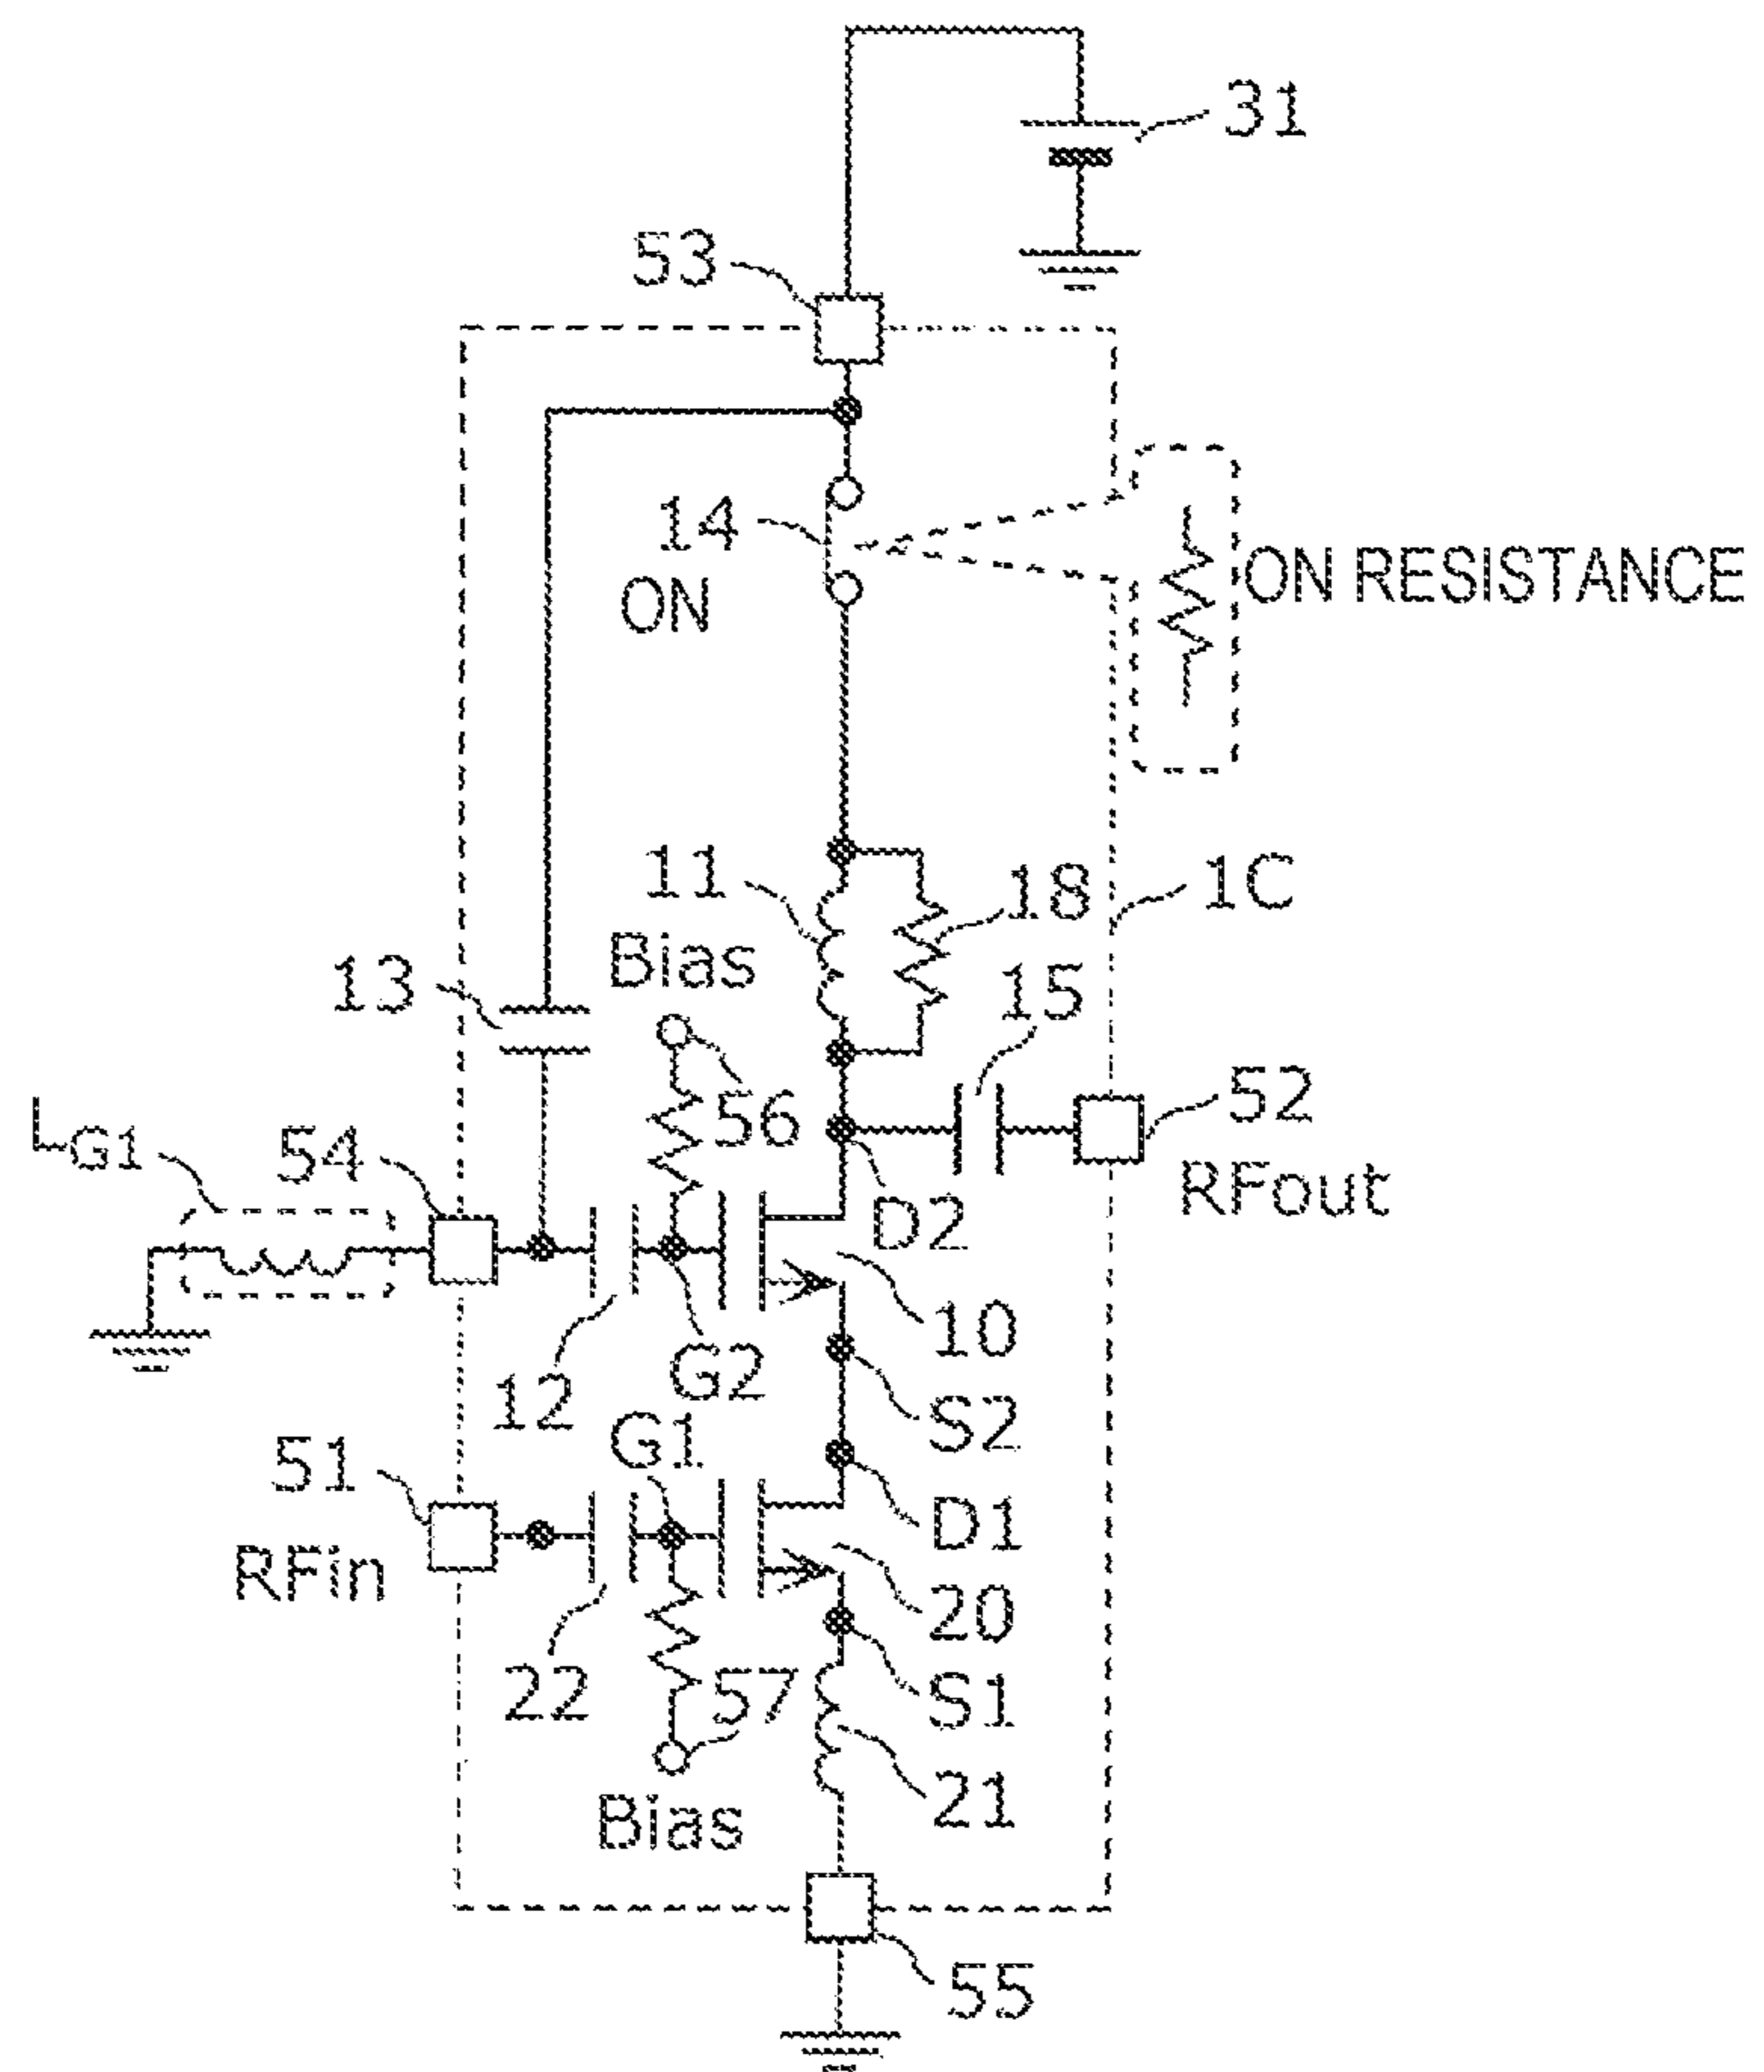 31
53
14
ON
ON RESISTANCE
11
18
1C
Bias
13
15
56
52
LG1
54
RFout
D2
10
12
G2
G1
S2
51
RFin
D1
20
22
57
S1
21
Bias
55